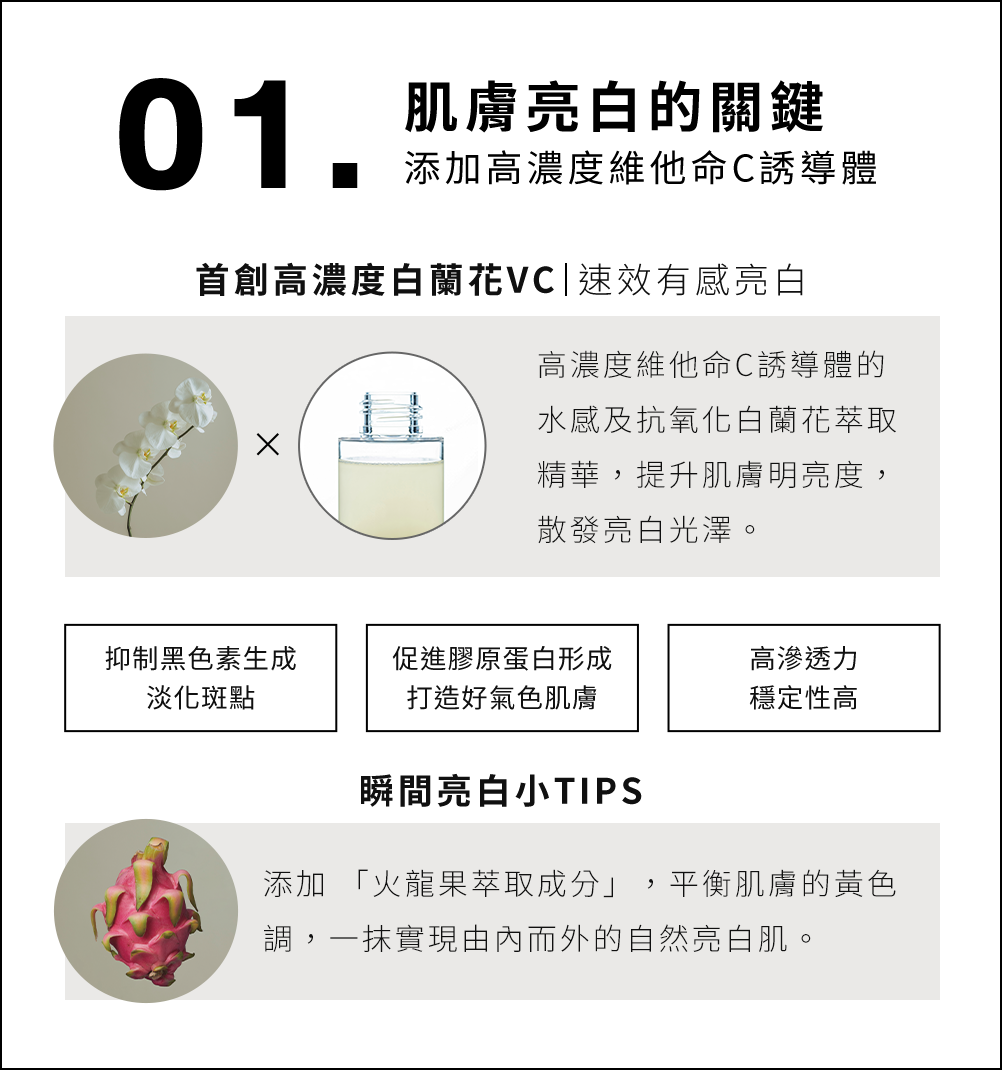 01.
肌膚亮白的關鍵
添加高濃度維他命C誘導體
首創高濃度白蘭花VC|速效有感亮白
×
高濃度維他命C誘導體的
水感及抗氧化白蘭花萃取
精華，提升肌膚明亮度，
散發亮白光澤。
抑制黑色素生成
淡化斑點
促進膠原蛋白形成
打造好氣色肌膚
高滲透力
穩定性高
瞬間亮白小TIPS
添加 「火龍果萃取成分」，平衡肌膚的黃色
調，一抹實現由內而外的自然亮白肌。